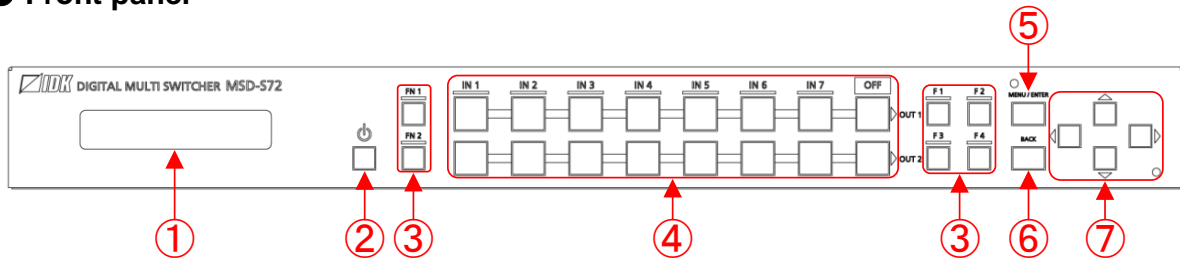 ● Front panel
⑤
IDK DIGITAL MULTI SWITCHER MSD-S72
FN 1
FN 2
IN 1 IN 2 IN 3 IN 4 IN 5 IN 6 IN 7 OFF
OUT 1
OUT 2
F 1 F 2
F 3 F 4
MENU / ENTER
BACK
① ② ③ ④ ③ ⑥ ⑦